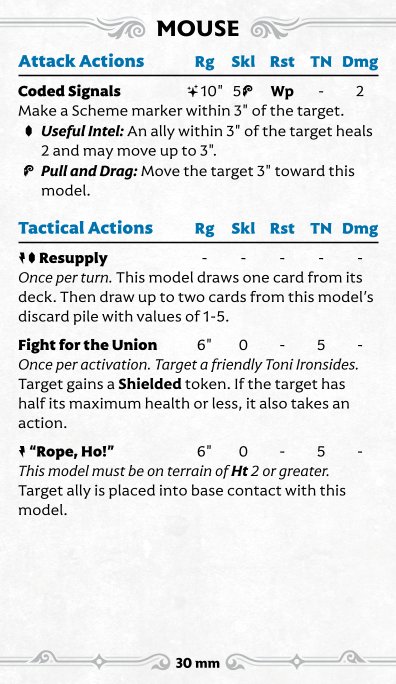 MOUSE
Attack Actions Rg Skl Rst TN Dmg
Coded Signals 10" 5 Wp - 2
Make a Scheme marker within 3" of the target.
Useful Intel: An ally within 3" of the target heals
2 and may move up to 3".
Pull and Drag: Move the target 3" toward this
model.
Tactical Actions Rg Skl Rst TN Dmg
Resupply - - - - -
Once per turn. This model draws one card from its
deck. Then draw up to two cards from this model's
discard pile with values of 1-5.
Fight for the Union 6" 0 - 5 -
Once per activation. Target a friendly Toni Ironsides.
Target gains a Shielded token. If the target has
half its maximum health or less, it also takes an
action.
“Rope, Ho!” 6" 0 - 5 -
This model must be on terrain of Ht 2 or greater.
Target ally is placed into base contact with this
model.
30 mm